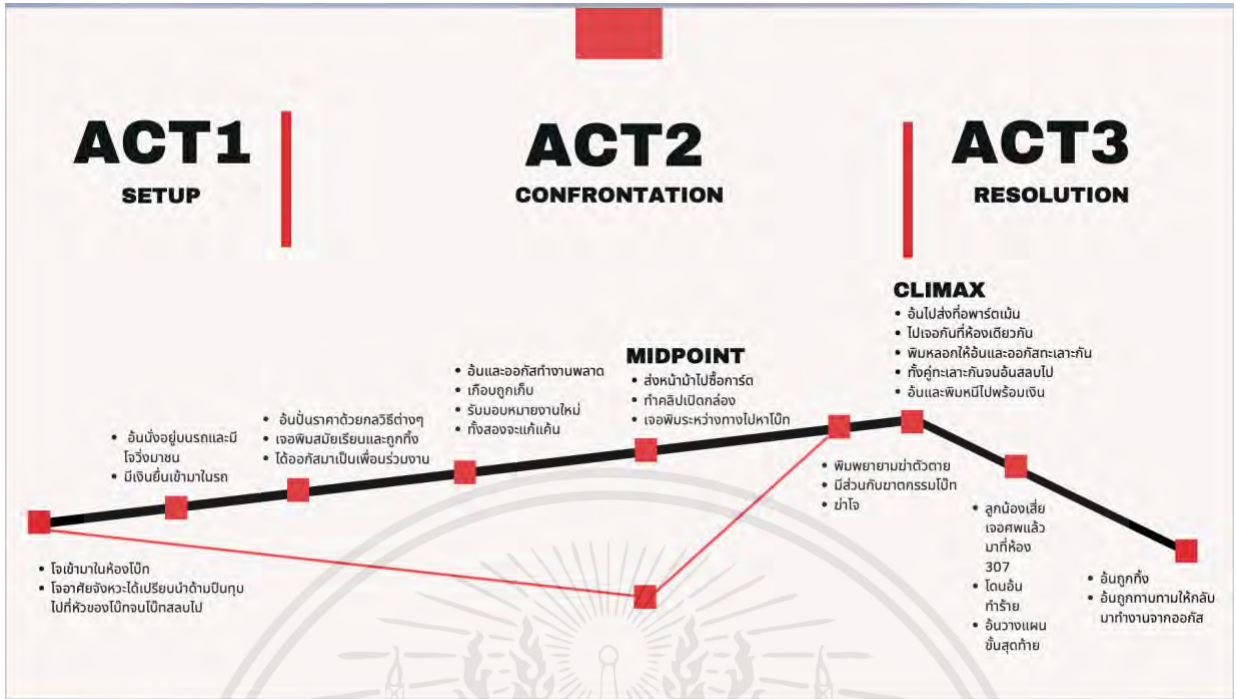 ACT1
SETUP
ACT2
CONFRONTATION
ACT3
RESOLUTION
• โจเข้ามาในห้องโบ๊ท
• โจอาศัยจังหวะได้เปรียบนำด้ามปืนทุบ
ไปที่หัวของโบ๊ทจนโบ๊ทสลบไป
• อ้นนั่งอยู่บนรถและมี
โจวิ่งมาชน
• มีเงินยื่นเข้ามาในรถ
• อ้นปั่นราคาด้วยกลวิธีต่างๆ
• เจอพิมสมัยเรียนและถูกทิ้ง
• ได้ออกัสมาเป็นเพื่อนร่วมงาน
• อ้นและออกัสทำงานพลาด
• เกือบถูกเก็บ
• รับมอบหมายงานใหม่
• ทั้งสองจะแก้แค้น
MIDPOINT
• ส่งหน้าม้าไปซื้อการ์ด
• ทำคลิปเปิดกล่อง
• เจอพิมระหว่างทางไปหาโบ๊ท
• พิมพยายามฆ่าตัวตาย
• มีส่วนกับฆาตกรรมโบ๊ท
• ฆ่าโจ
CLIMAX
• อ้นไปส่งที่อพาร์ตเม้น
• ไปเจอกันที่ห้องเดียวกัน
• พิมหลอกให้อ้นและออกัสทะเลาะกัน
• ทั้งคู่ทะเลาะกันจนอ้นสลบไป
• อ้นและพิมหนีไปพร้อมเงิน
• ลูกน้องเสี่ย
เจอศพแล้ว
มาที่ห้อง
307
• โดนอ้น
ทำร้าย
• อ้นวางแผน
ขั้นสุดท้าย
• อ้นถูกทิ้ง
• อ้นถูกทาบทามให้กลับ
มาทำงานจากออกัส